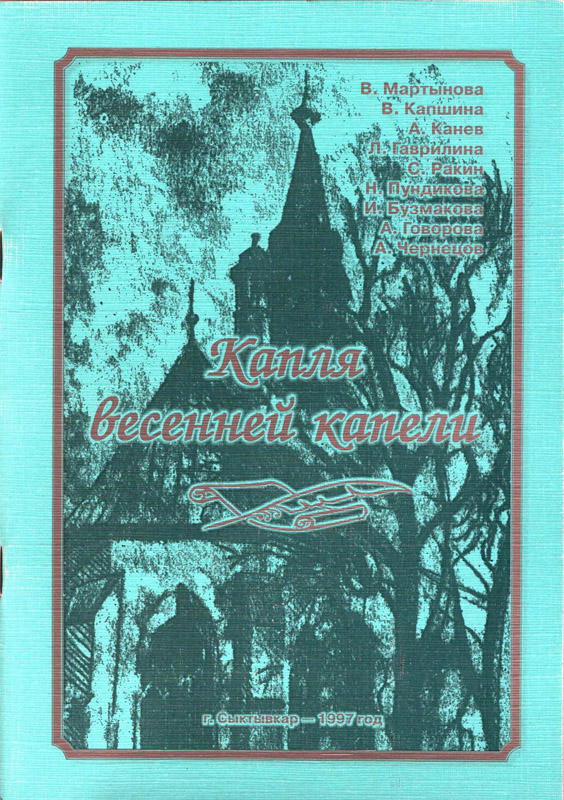 В. Мартынова
В. Капшина
А. Канев
Л. Гаврилина
С. Ракин
Н. Пундикова
И. Бузмакова
А. Говорова
А. Чернецов
Капля
весенней капели
г. Сыктывкар — 1997 год